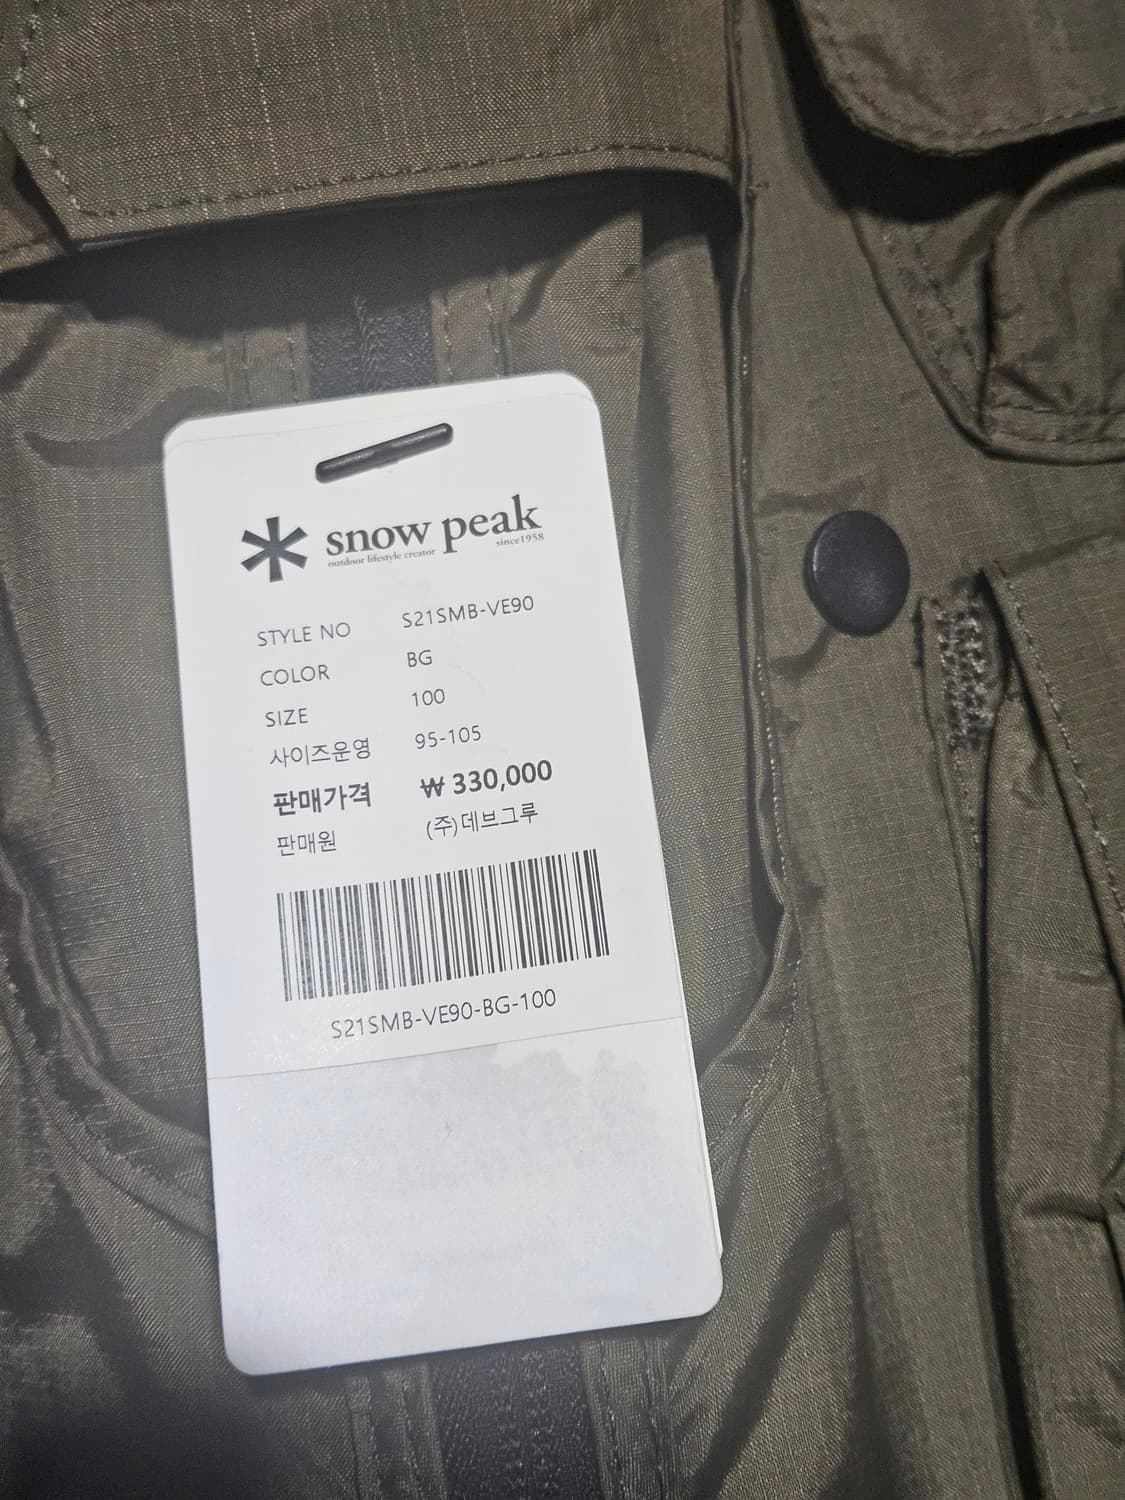 snow peak
outdoor lifestyle creator since1958
STYLE NO S21SMB-VE90
COLOR BG
SIZE 100
사이즈운영 95-105
판매가격 ₩ 330,000
판매원 (주)데브그루
S21SMB-VE90-BG-100